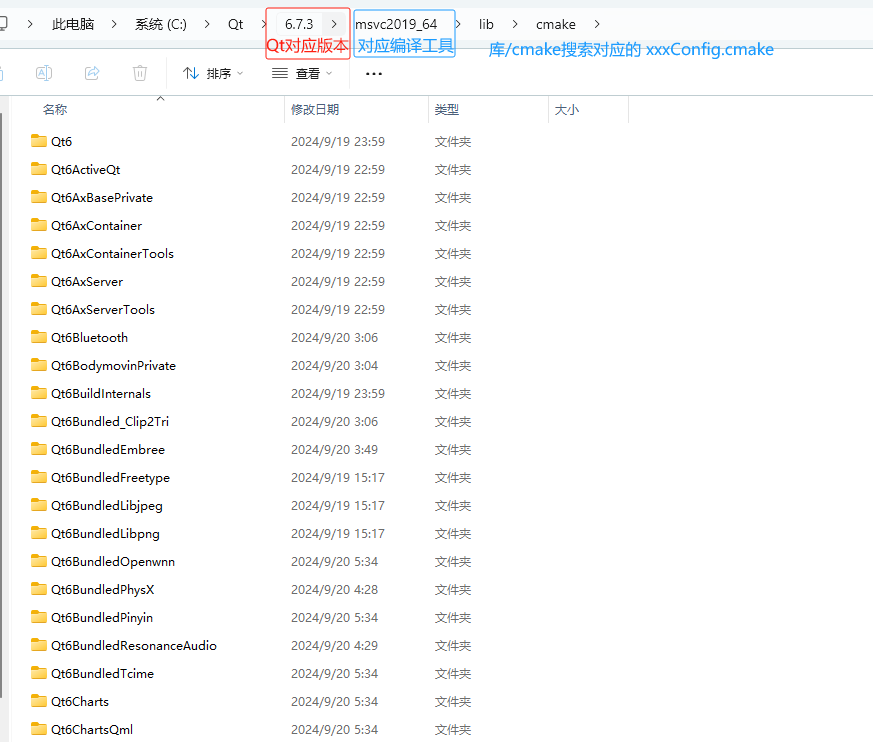 此电脑 系统 (C:) Qt 6.7.3 msvc2019_64 lib cmake
Qt对应版本 对应编译工具 库/cmake搜索对应的 xxxConfig.cmake
排序 查看
名称 修改日期 类型 大小
Qt6 2024/9/19 23:59 文件夹
Qt6ActiveQt 2024/9/19 22:59 文件夹
Qt6AxBasePrivate 2024/9/19 22:59 文件夹
Qt6AxContainer 2024/9/19 22:59 文件夹
Qt6AxContainerTools 2024/9/19 22:59 文件夹
Qt6AxServer 2024/9/19 22:59 文件夹
Qt6AxServerTools 2024/9/19 22:59 文件夹
Qt6Bluetooth 2024/9/20 3:06 文件夹
Qt6BodymovinPrivate 2024/9/20 3:04 文件夹
Qt6BuildInternals 2024/9/19 23:59 文件夹
Qt6Bundled_Clip2Tri 2024/9/20 3:06 文件夹
Qt6BundledEmbree 2024/9/20 3:49 文件夹
Qt6BundledFreetype 2024/9/19 15:17 文件夹
Qt6BundledLibjpeg 2024/9/19 15:17 文件夹
Qt6BundledLibpng 2024/9/19 15:17 文件夹
Qt6BundledOpenwnn 2024/9/20 5:34 文件夹
Qt6BundledPhysX 2024/9/20 4:28 文件夹
Qt6BundledPinyin 2024/9/20 5:34 文件夹
Qt6BundledResonanceAudio 2024/9/20 4:29 文件夹
Qt6BundledTcime 2024/9/20 5:34 文件夹
Qt6Charts 2024/9/20 5:34 文件夹
Qt6ChartsQml 2024/9/20 5:34 文件夹